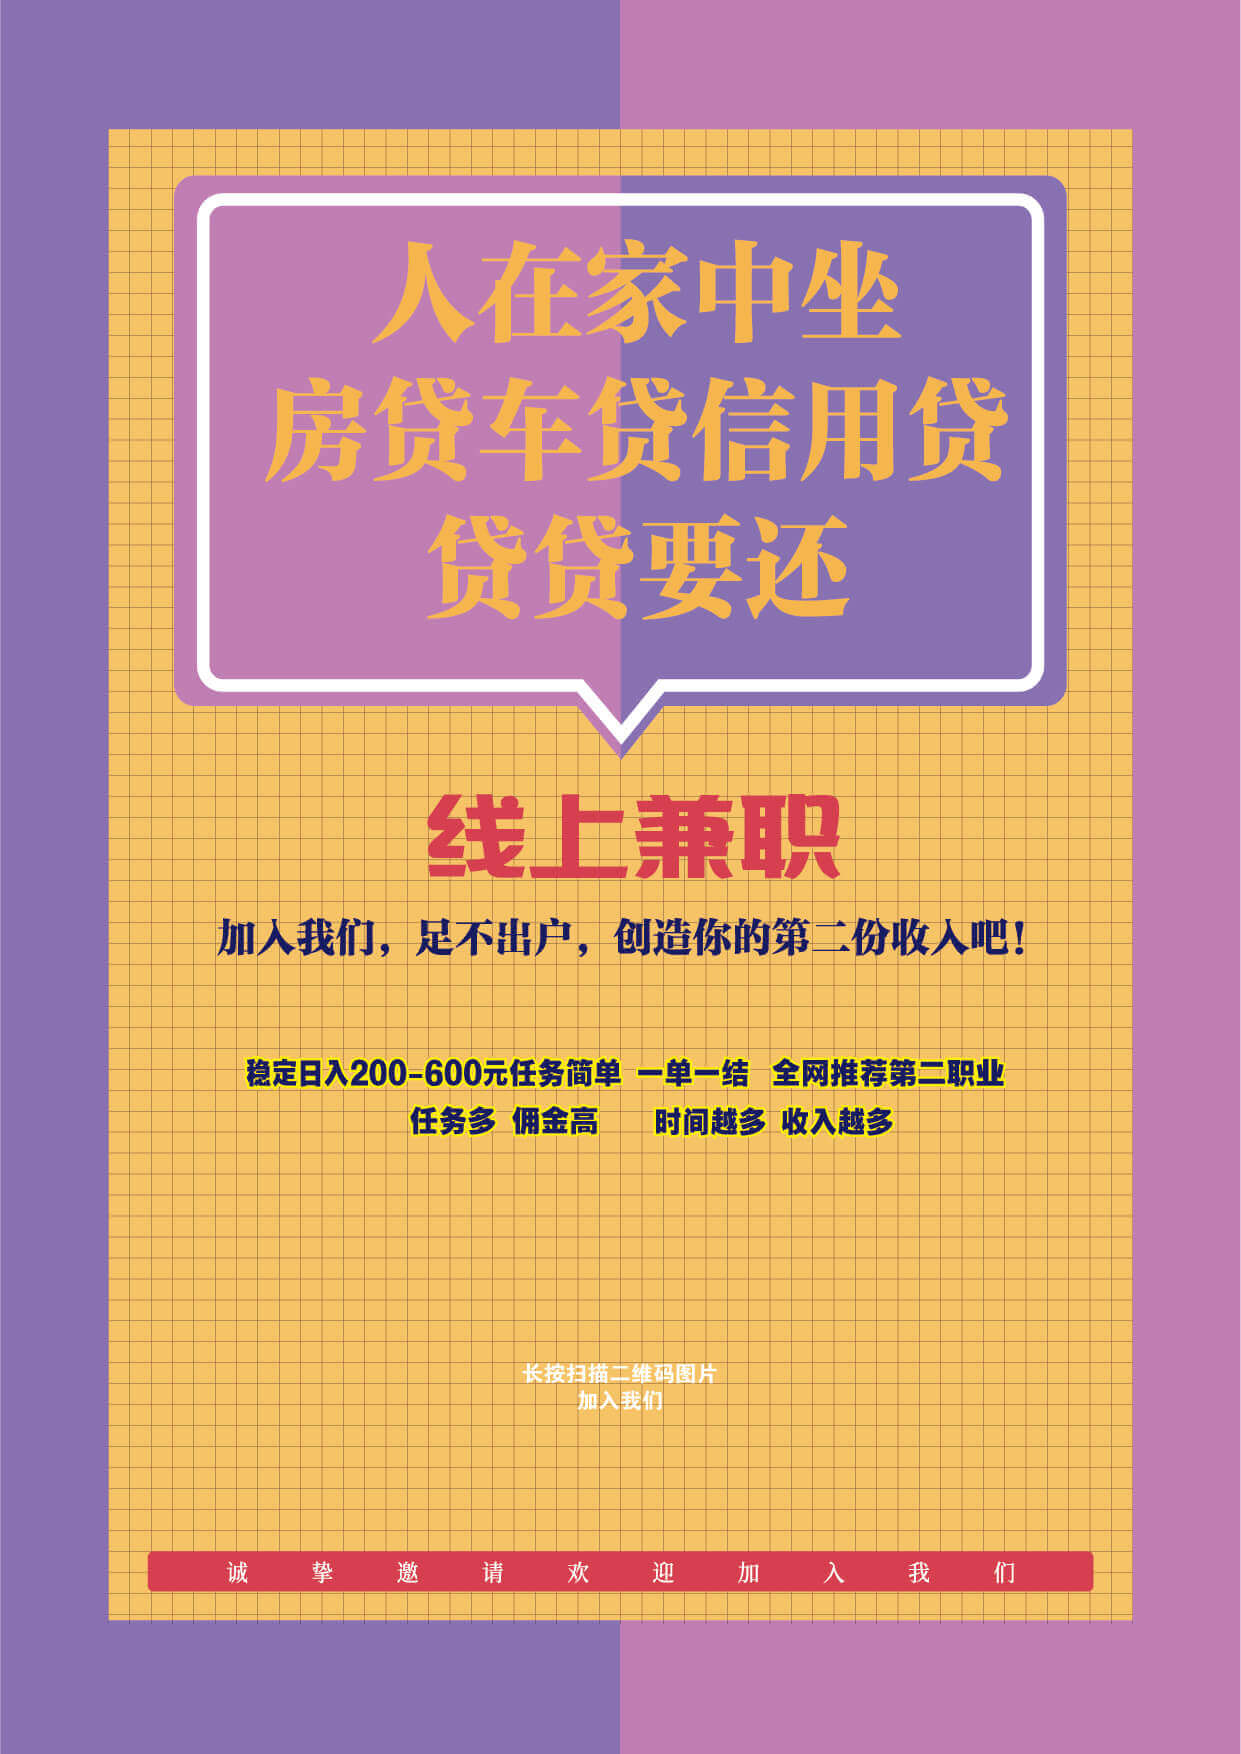 人在家中坐
房贷车贷信用贷
贷贷要还
线上兼职
加入我们，足不出户，创造你的第二份收入吧！
稳定日入200-600元任务简单 一单一结 全网推荐第二职业
任务多 佣金高 时间越多 收入越多
长按扫描二维码图片
加入我们
诚挚邀请欢迎加入我们